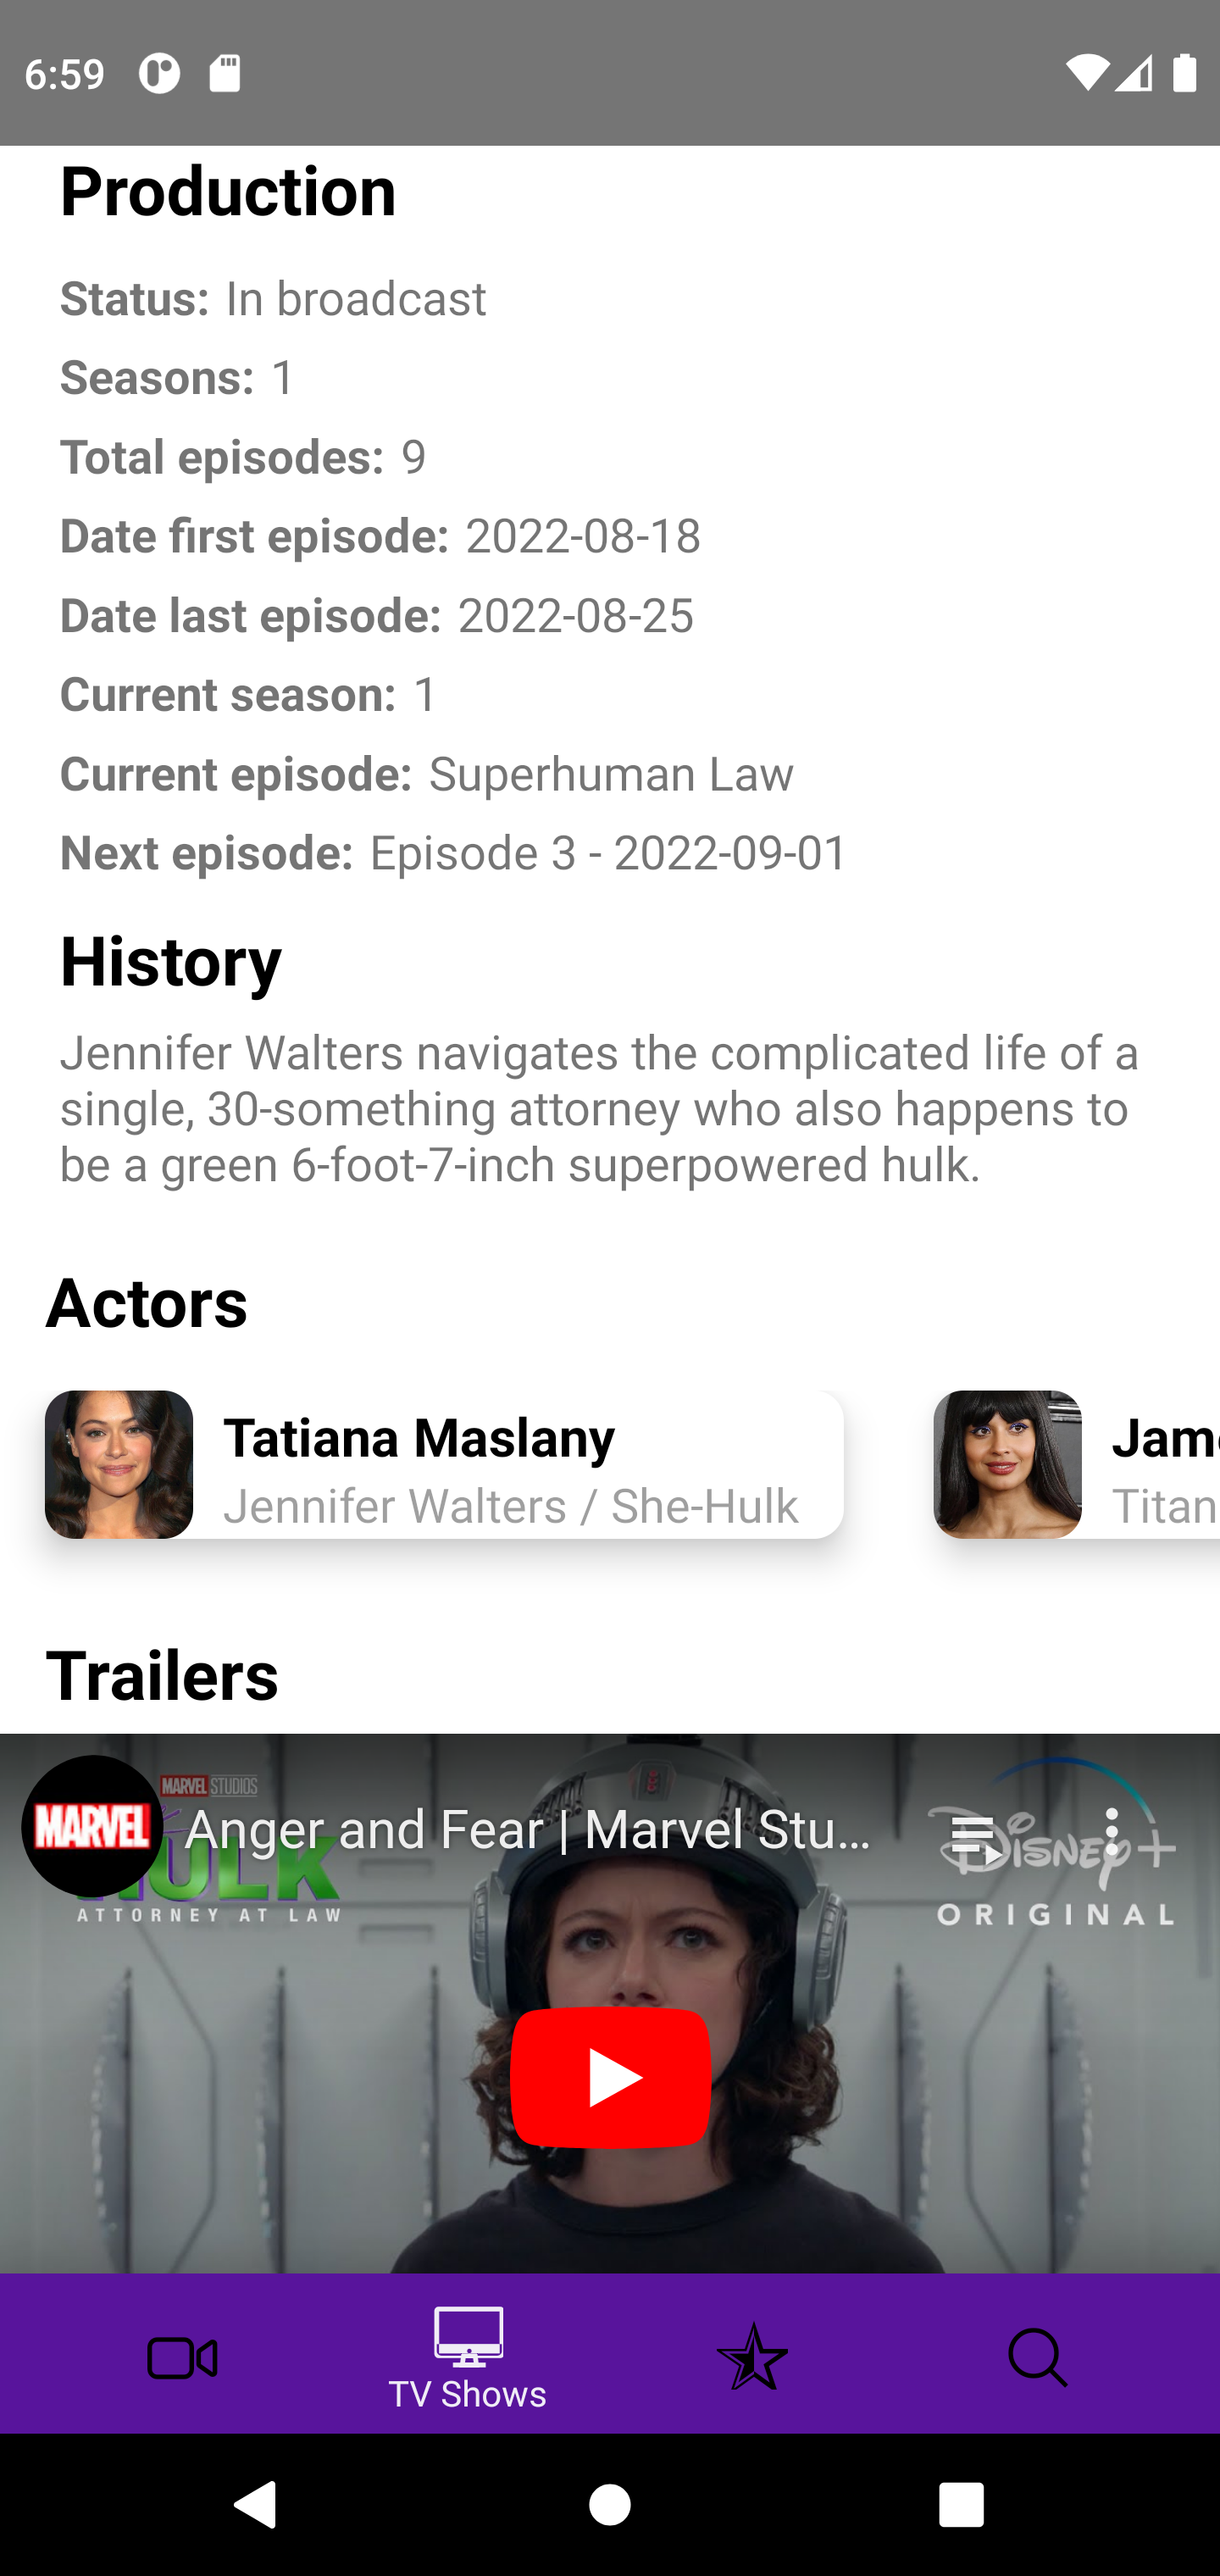 6:59
Production
Status: In broadcast
Seasons: 1
Total episodes: 9
Date first episode: 2022-08-18
Date last episode: 2022-08-25
Current season: 1
Current episode: Superhuman Law
Next episode: Episode 3 - 2022-09-01
History
Jennifer Walters navigates the complicated life of a
single, 30-something attorney who also happens to
be a green 6-foot-7-inch superpowered hulk.
Actors
Tatiana Maslany
Jennifer Walters / She-Hulk
Jam
Titan
Trailers
MARVEL STUDIOS
MARVEL
Anger and Fear | Marvel Stu...
HULK
ATTORNEY AT LAW
Disney+
ORIGINAL
TV Shows